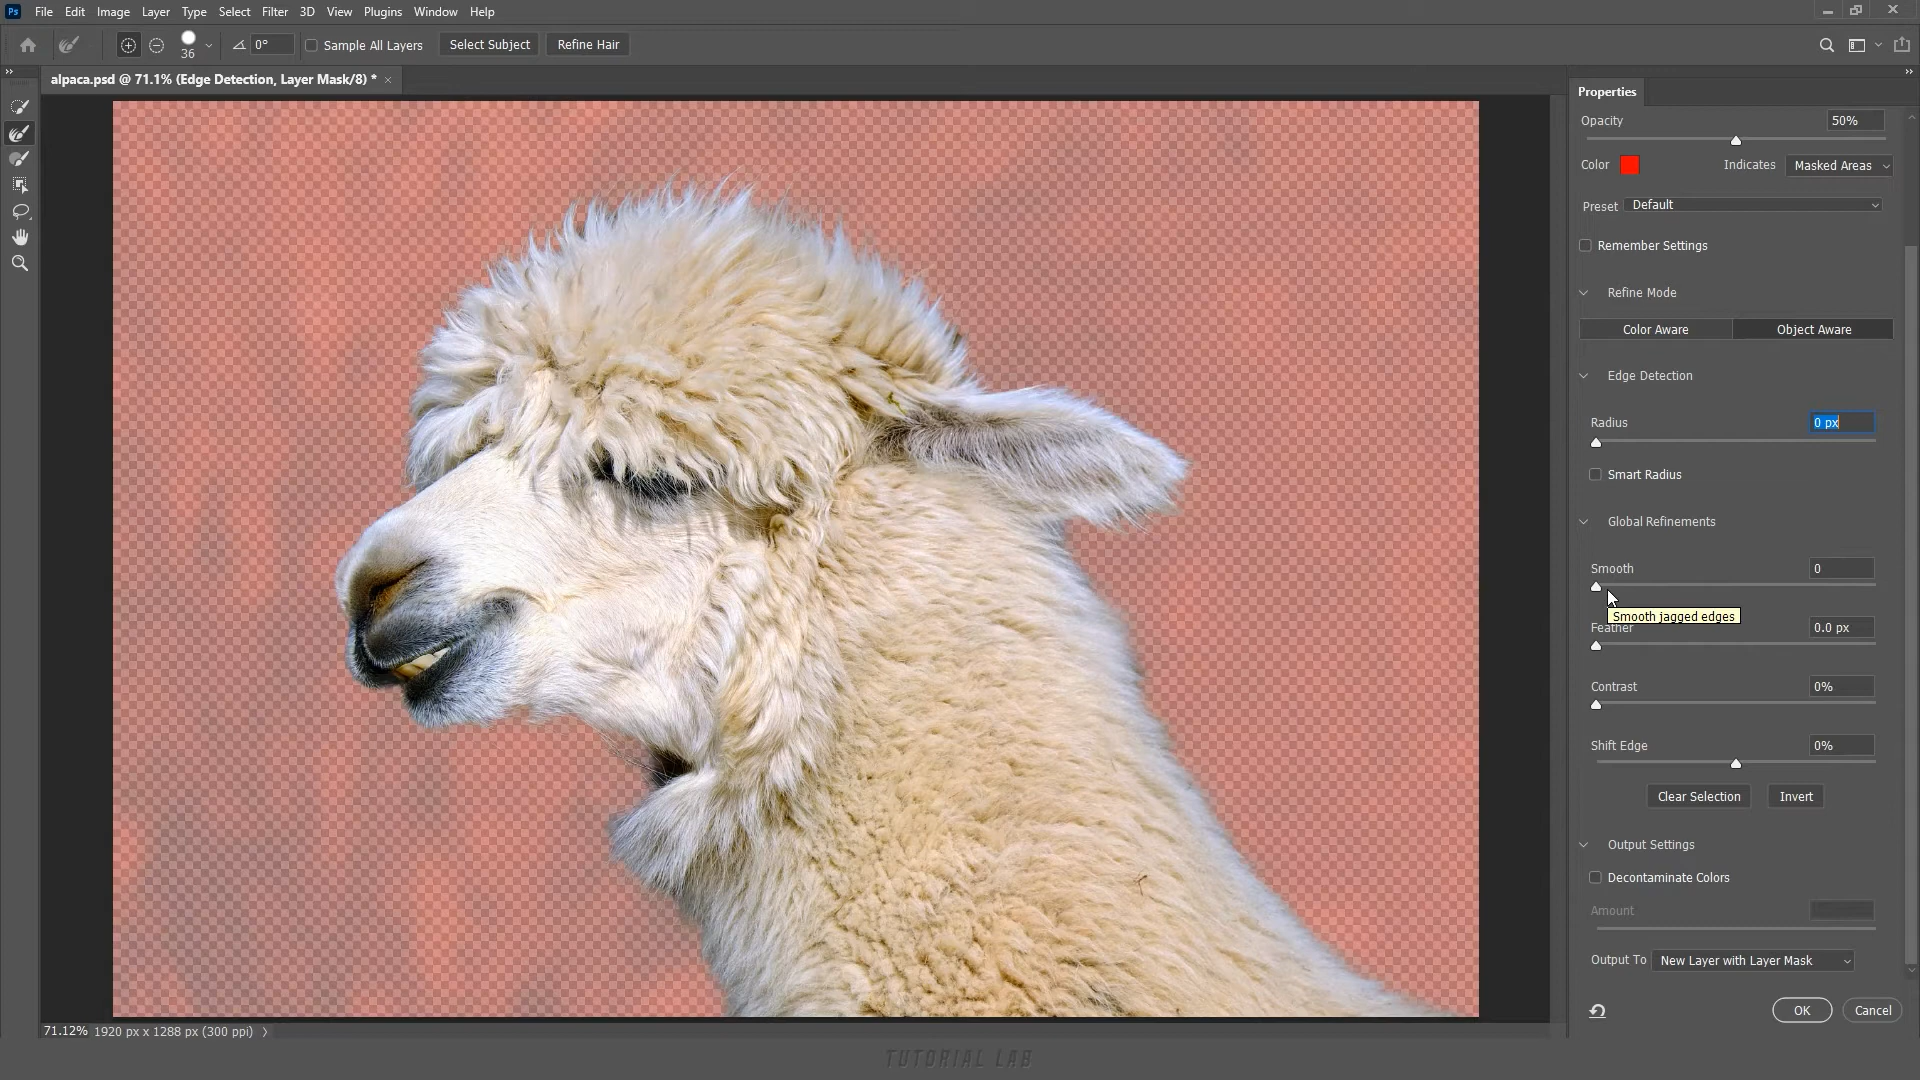 Ps File Edit Image Layer Type Select Filter 3D View Plugins Window Help
36 0° Sample All Layers Select Subject Refine Hair
alpaca.psd @ 71.1% (Edge Detection, Layer Mask/8) * ×
Properties
Opacity 50%
Color Indicates Masked Areas
Preset Default
Remember Settings
Refine Mode
Color Aware Object Aware
Edge Detection
Radius 0 px
Smart Radius
Global Refinements
Smooth 0
Smooth jagged edges
Feather 0.0 px
Contrast 0%
Shift Edge 0%
Clear Selection Invert
Output Settings
Decontaminate Colors
Amount
Output To New Layer with Layer Mask
OK Cancel
71.12% 1920 px x 1288 px (300 ppi)
TUTORIAL LAB